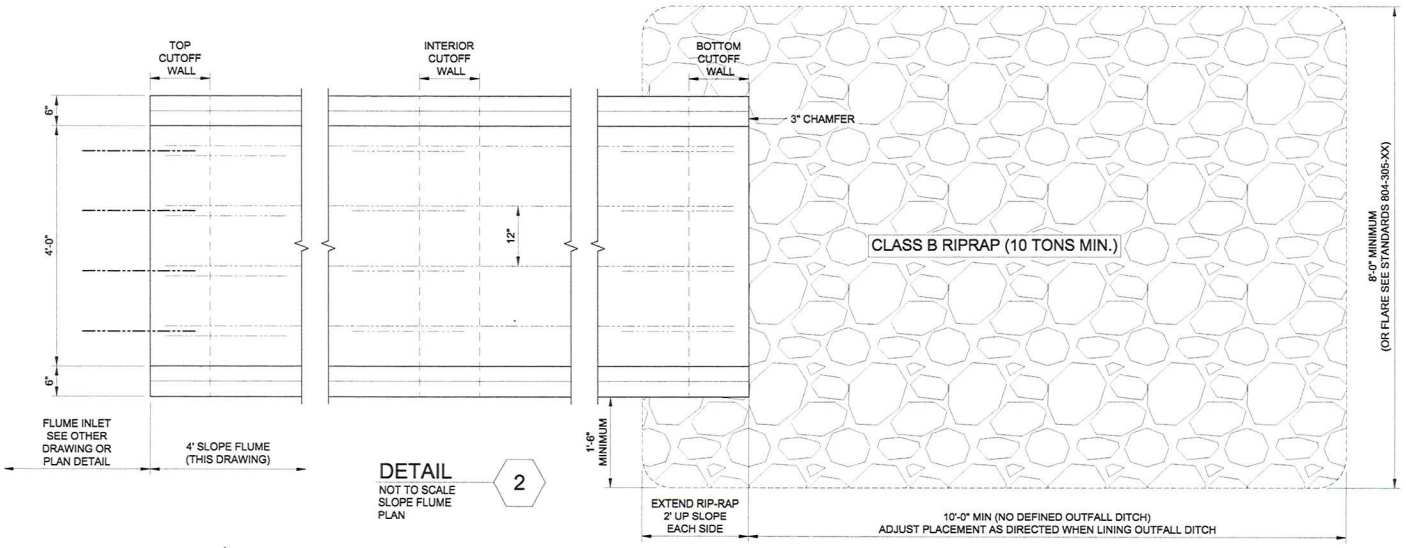 TOP
CUTOFF
WALL
INTERIOR
CUTOFF
WALL
BOTTOM
CUTOFF
WALL
6"
3" CHAMFER
4'-0"
12"
CLASS B RIPRAP (10 TONS MIN.)
8'-0" MINIMUM
(OR FLARE SEE STANDARDS 804-305-XX)
6"
FLUME INLET
SEE OTHER
DRAWING OR
PLAN DETAIL
4' SLOPE FLUME
(THIS DRAWING)
DETAIL
2
NOT TO SCALE
SLOPE FLUME
PLAN
1'-6"
MINIMUM
EXTEND RIP-RAP
2' UP SLOPE
EACH SIDE
10'-0" MIN (NO DEFINED OUTFALL DITCH)
ADJUST PLACEMENT AS DIRECTED WHEN LINING OUTFALL DITCH